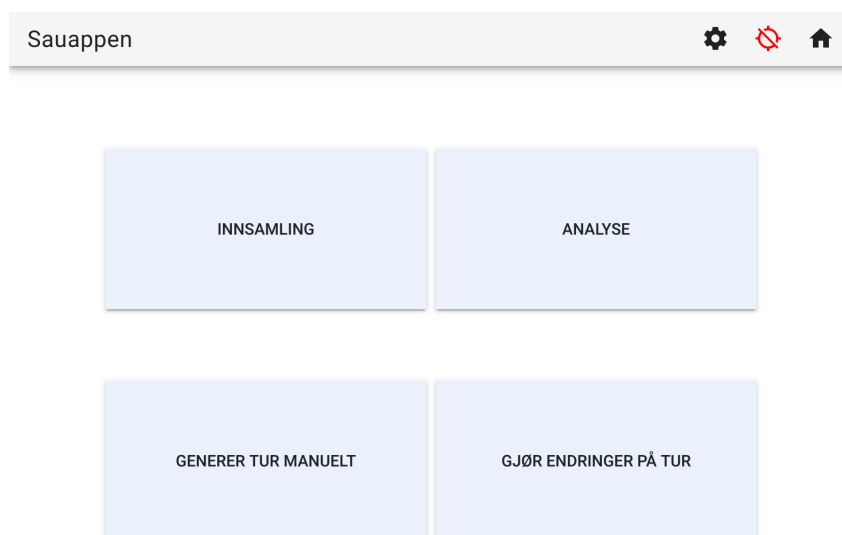 Sauappen
INNSAMLING
ANALYSE
GENERER TUR MANUELT
GJØR ENDRINGER PÅ TUR